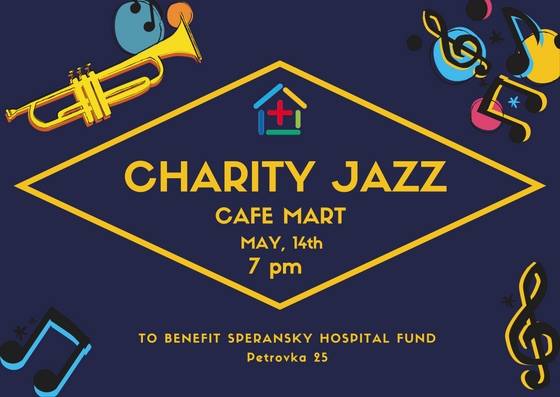 CHARITY JAZZ
CAFE MART
MAY, 14th
7 pm
TO BENEFIT SPERANSKY HOSPITAL FUND
Petrovka 25